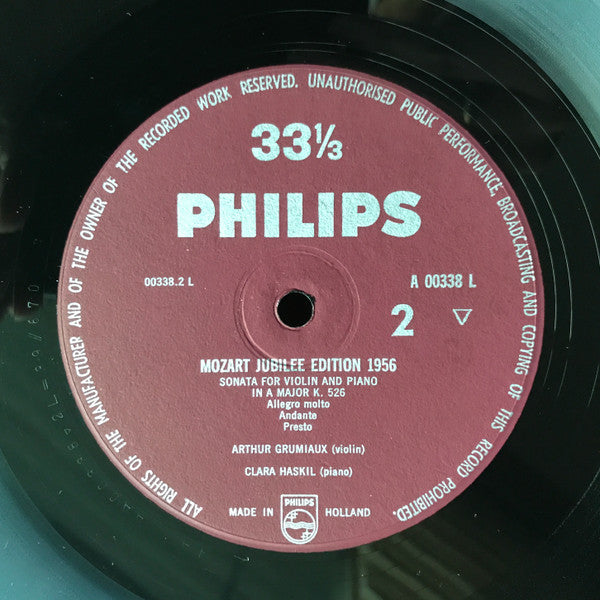 ALL RIGHTS OF THE MANUFACTURER AND OF THE OWNER OF THE RECORDED WORK RESERVED. UNAUTHORISED PUBLIC PERFORMANCE, BROADCASTING AND COPYING OF THIS RECORD PROHIBITED.
33⅓
PHILIPS
00338.2 L
A 00338 L
2 ▽
MOZART JUBILEE EDITION 1956
SONATA FOR VIOLIN AND PIANO
IN A MAJOR K. 526
Allegro molto
Andante
Presto
ARTHUR GRUMIAUX (violin)
CLARA HASKIL (piano)
PHILIPS
MADE IN HOLLAND